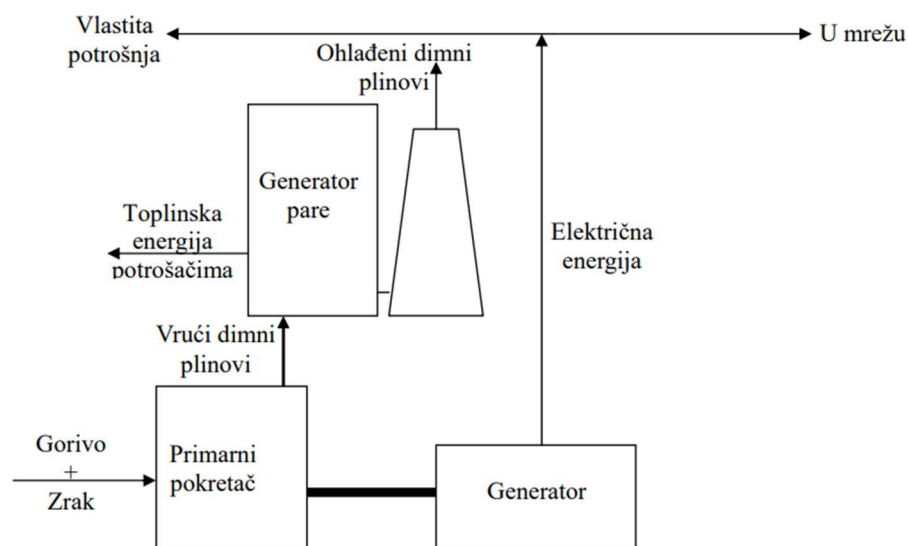 Vlastita
potrošnja
U mrežu
Ohlađeni dimni
plinovi
Generator
pare
Toplinska
energija
potrošačima
Električna
energija
Vrući dimni
plinovi
Gorivo
+
Zrak
Primarni
pokretač
Generator